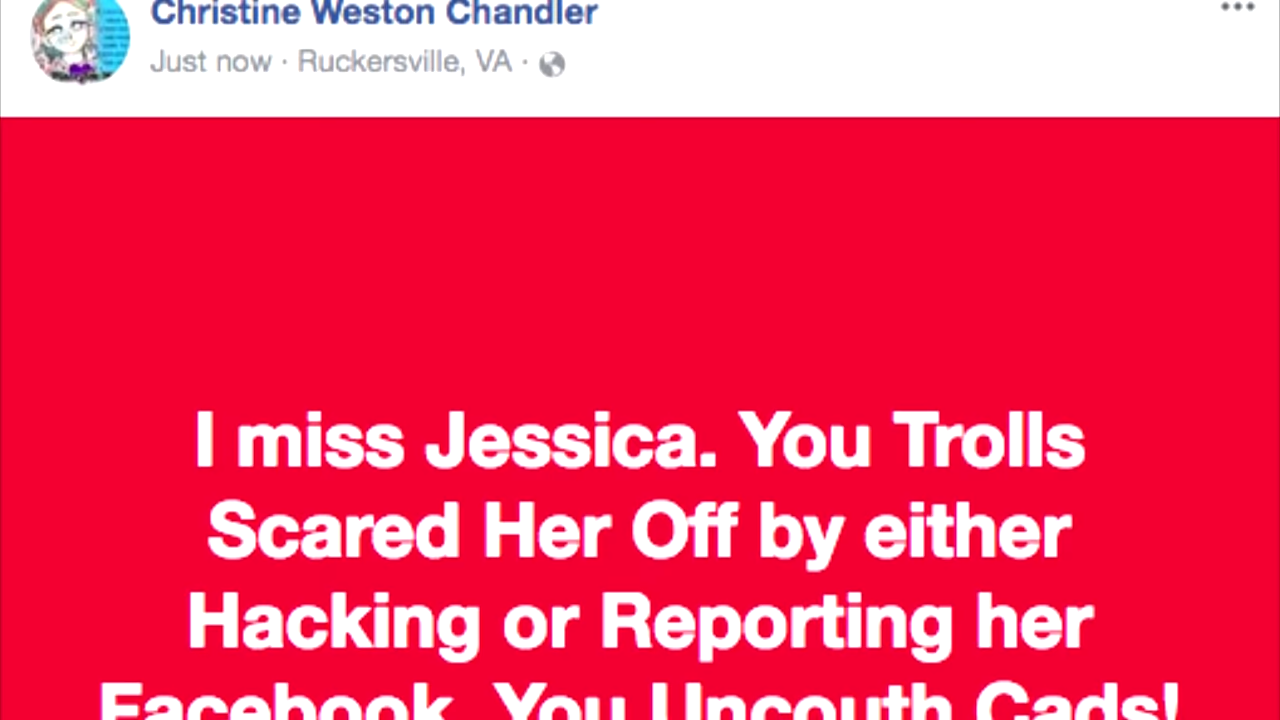 Christine Weston Chandler
Just now · Ruckersville, VA ·
I miss Jessica. You Trolls
Scared Her Off by either
Hacking or Reporting her
Facebook. You Uncouth Cads!